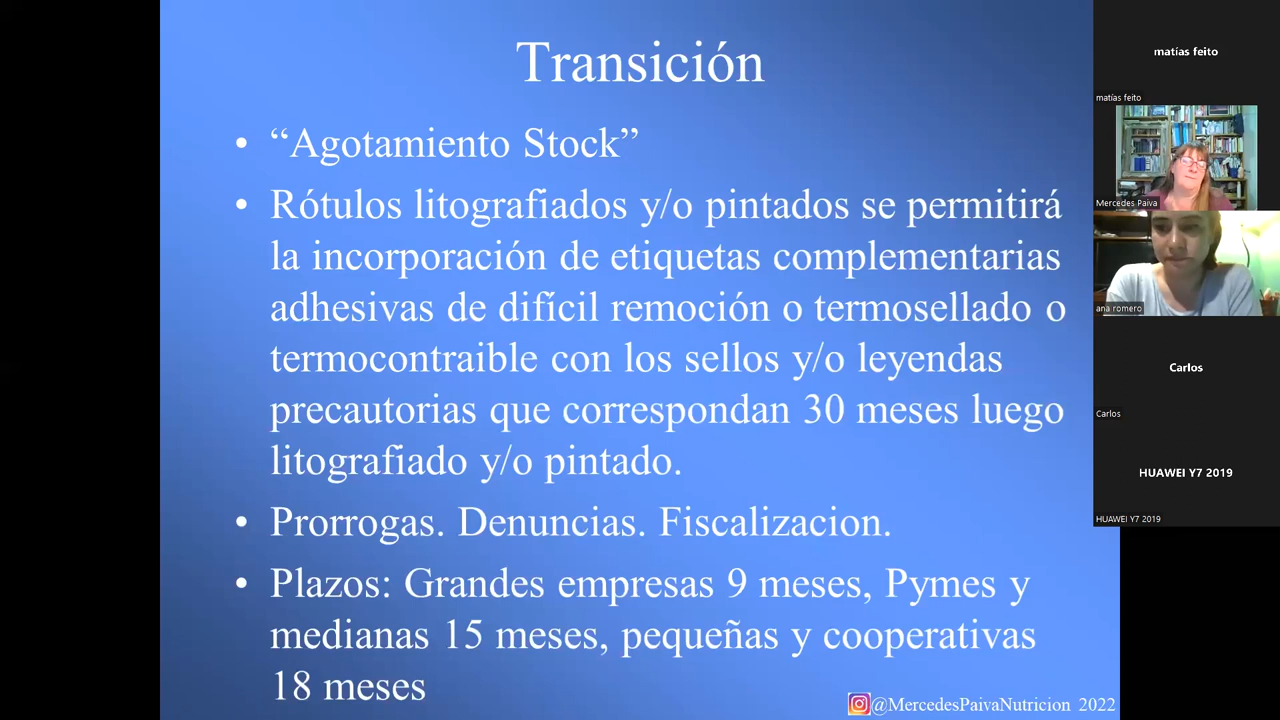 Transición
• “Agotamiento Stock”
• Rótulos litografiados y/o pintados se permitirá
la incorporación de etiquetas complementarias
adhesivas de difícil remoción o termosellado o
termocontraible con los sellos y/o leyendas
precautorias que correspondan 30 meses luego
litografiado y/o pintado.
• Prorrogas. Denuncias. Fiscalizacion.
• Plazos: Grandes empresas 9 meses, Pymes y
medianas 15 meses, pequeñas y cooperativas
18 meses
@MercedesPaivaNutricion 2022
matías feito
matías feito
Mercedes Paiva
ana romero
Carlos
Carlos
HUAWEI Y7 2019
HUAWEI Y7 2019